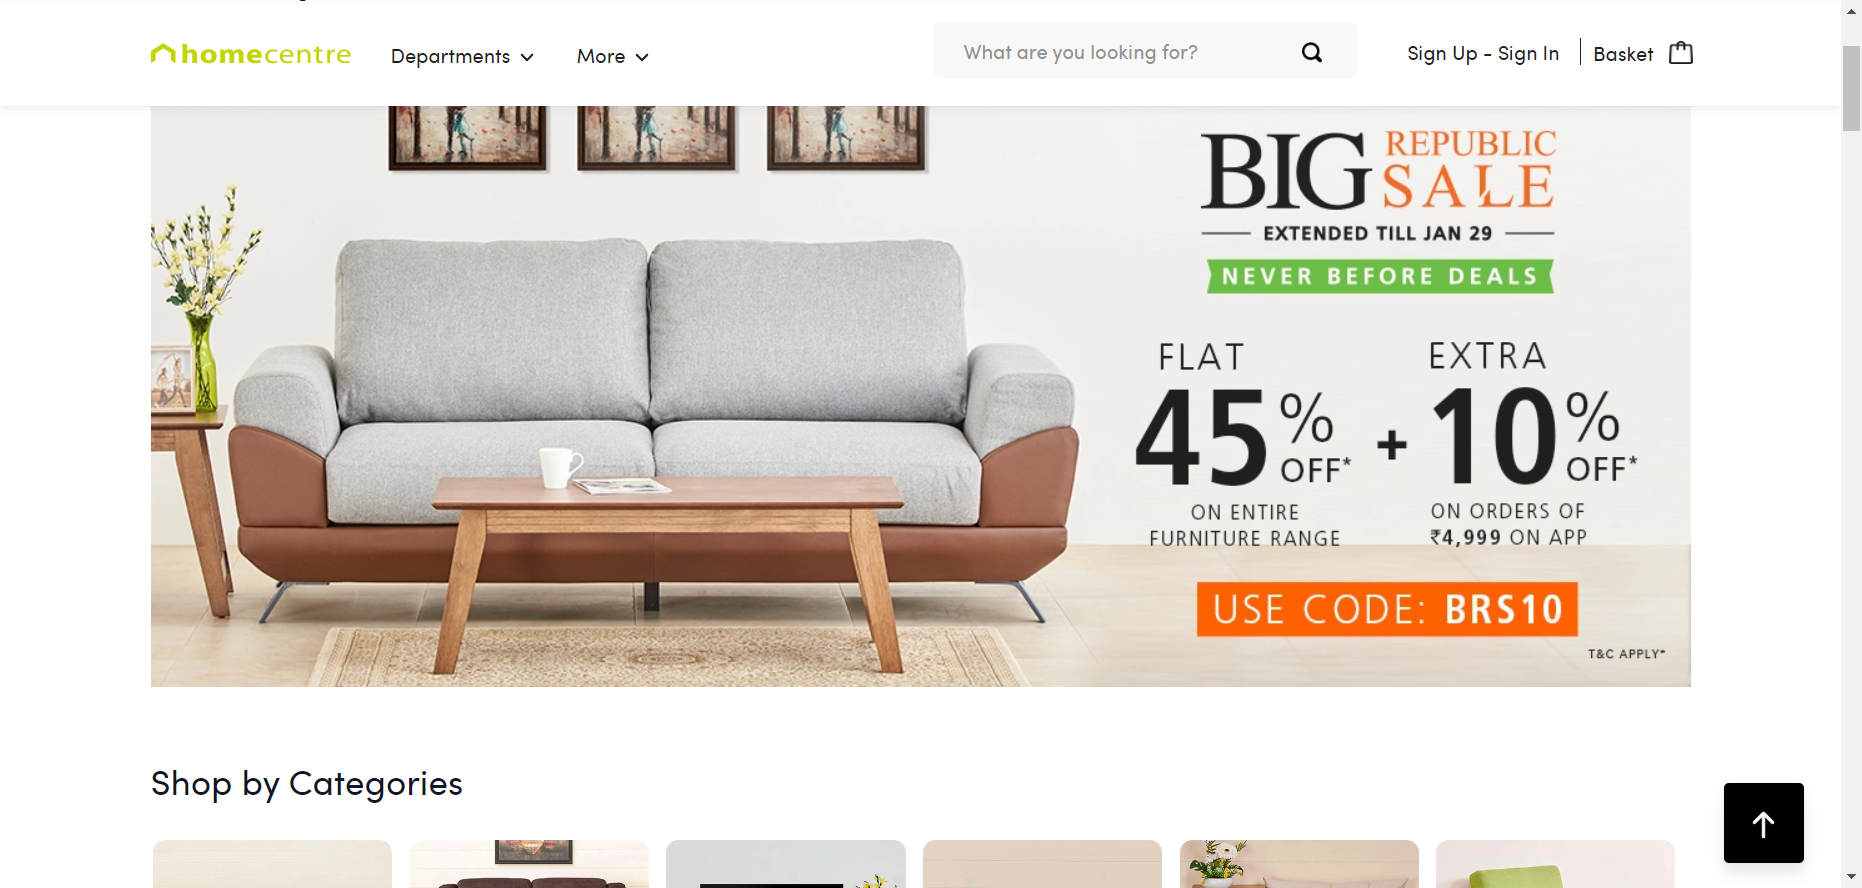 homecentre
Departments
More
What are you looking for?
Sign Up - Sign In
Basket
BIG REPUBLIC SALE
EXTENDED TILL JAN 29
NEVER BEFORE DEALS
FLAT
45% OFF*
ON ENTIRE
FURNITURE RANGE
+
EXTRA
10% OFF*
ON ORDERS OF
₹4,999 ON APP
USE CODE: BRS10
T&C APPLY*
Shop by Categories